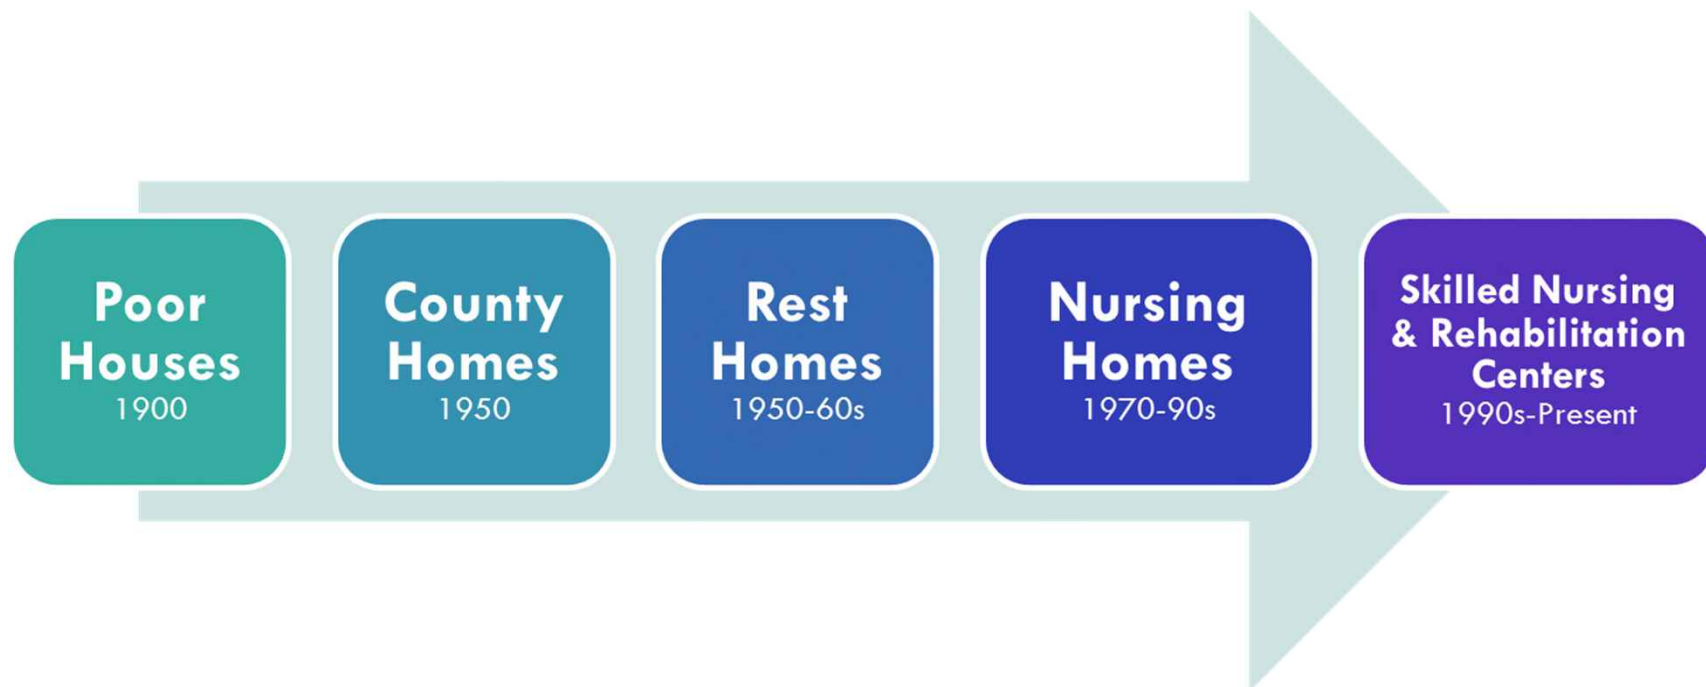 Poor
Houses
1900
County
Homes
1950
Rest
Homes
1950-60s
Nursing
Homes
1970-90s
Skilled Nursing
& Rehabilitation
Centers
1990s-Present